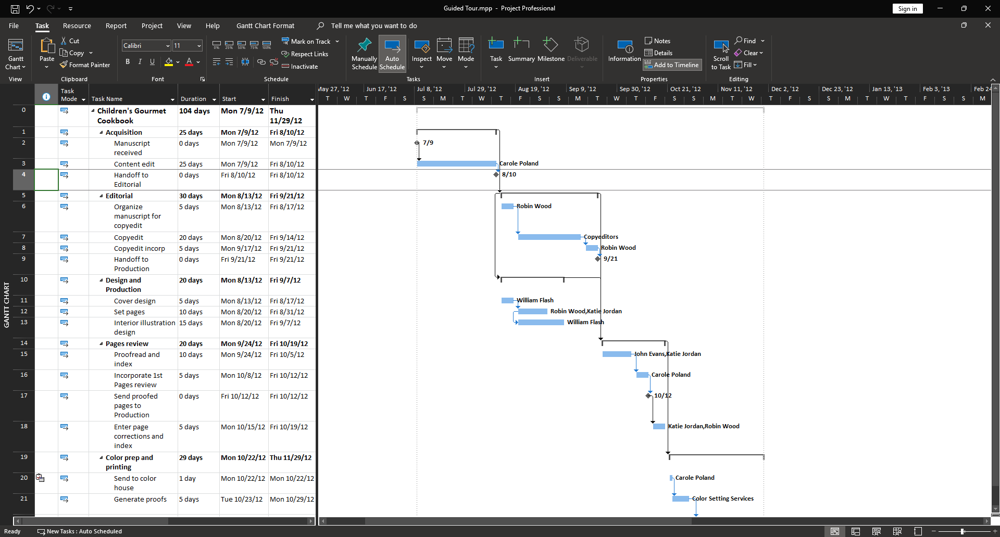 Guided Tour.mpp - Project Professional
Sign in
File Task Resource Report Project View Help Gantt Chart Format Tell me what you want to do
Gantt Chart
View
Paste
Cut
Copy
Format Painter
Clipboard
Calibri 11
B I U A
Font
0% 25% 50% 75% 100%
Mark on Track
Respect Links
Inactivate
Schedule
Manually Schedule
Auto Schedule
Inspect
Move
Mode
Tasks
Task
Summary
Milestone
Deliverable
Insert
Information
Notes
Details
Add to Timeline
Properties
Scroll to Task
Find
Clear
Fill
Editing
Task Mode Task Name Duration Start Finish
May 27, '12 Jun 17, '12 Jul 8, '12 Jul 29, '12 Aug 19, '12 Sep 9, '12 Sep 30, '12 Oct 21, '12 Nov 11, '12 Dec 2, '12 Dec 23, '12 Jan 13, '13 Feb 3, '13 Feb 24
T W T F S S M T W T F S S M T W T F S S M T W T F S S M T W T F S S M
0 Children's Gourmet Cookbook 104 days Mon 7/9/12 Thu 11/29/12
1 Acquisition 25 days Mon 7/9/12 Fri 8/10/12
2 Manuscript received 0 days Mon 7/9/12 Mon 7/9/12 7/9
3 Content edit 25 days Mon 7/9/12 Fri 8/10/12 Carole Poland
4 Handoff to Editorial 0 days Fri 8/10/12 Fri 8/10/12 8/10
5 Editorial 30 days Mon 8/13/12 Fri 9/21/12
6 Organize manuscript for copyedit 5 days Mon 8/13/12 Fri 8/17/12 Robin Wood
7 Copyedit 20 days Mon 8/20/12 Fri 9/14/12 Copyeditors
8 Copyedit incorp 5 days Mon 9/17/12 Fri 9/21/12 Robin Wood
9 Handoff to Production 0 days Fri 9/21/12 Fri 9/21/12 9/21
10 Design and Production 20 days Mon 8/13/12 Fri 9/7/12
11 Cover design 5 days Mon 8/13/12 Fri 8/17/12 William Flash
12 Set pages 10 days Mon 8/20/12 Fri 8/31/12 Robin Wood,Katie Jordan
13 Interior illustration design 15 days Mon 8/20/12 Fri 9/7/12 William Flash
14 Pages review 20 days Mon 9/24/12 Fri 10/19/12
15 Proofread and index 10 days Mon 9/24/12 Fri 10/5/12 John Evans,Katie Jordan
16 Incorporate 1st Pages review 5 days Mon 10/8/12 Fri 10/12/12 Carole Poland
17 Send proofed pages to Production 0 days Fri 10/12/12 Fri 10/12/12 10/12
18 Enter page corrections and index 5 days Mon 10/15/12 Fri 10/19/12 Katie Jordan,Robin Wood
19 Color prep and printing 29 days Mon 10/22/12 Thu 11/29/12
20 Send to color house 1 day Mon 10/22/12 Mon 10/22/12 Carole Poland
21 Generate proofs 5 days Tue 10/23/12 Mon 10/29/12 Color Setting Services
GANTT CHART
Ready New Tasks : Auto Scheduled